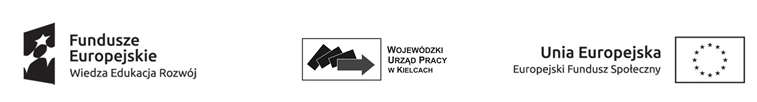 Fundusze
Europejskie
Wiedza Edukacja Rozwój
WOJEWÓDZKI
URZĄD PRACY
W KIELCACH
Unia Europejska
Europejski Fundusz Społeczny